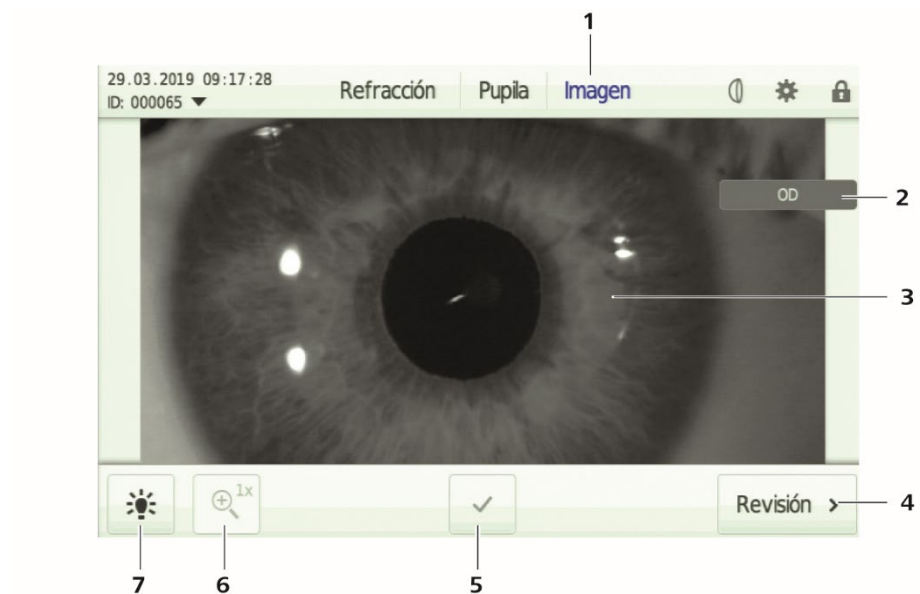 1
29.03.2019 09:17:28
ID: 000065
Refracción Pupila Imagen
OD
2
3
1x
Revisión
4
7
6
5